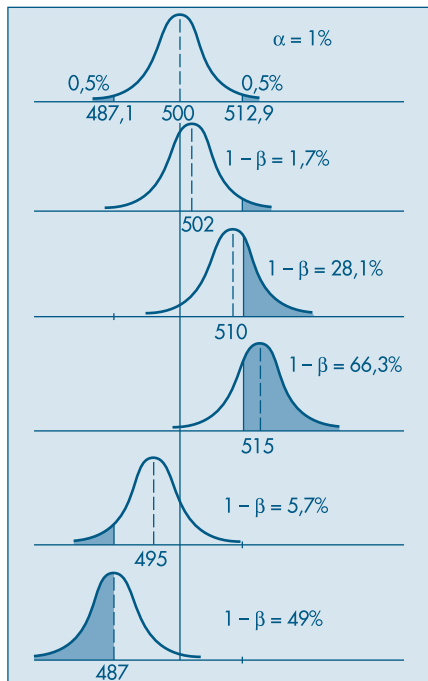 α = 1%
0,5% 0,5%
487,1 500 512,9
1 – β = 1,7%
502
1 – β = 28,1%
510
1 – β = 66,3%
515
1 – β = 5,7%
495
1 – β = 49%
487